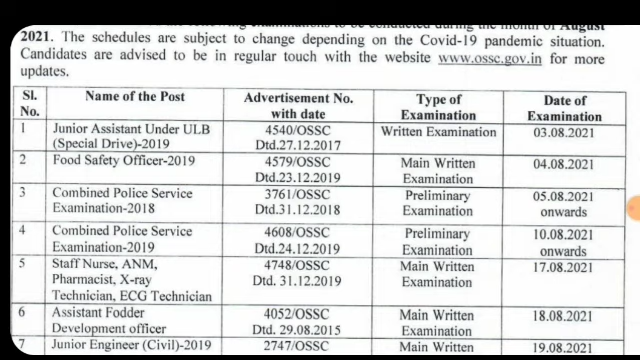 2021. The schedules are subject to change depending on the Covid-19 pandemic situation.
Candidates are advised to be in regular touch with the website www.ossc.gov.in for more
updates.
Sl. No. Name of the Post Advertisement No. with date Type of Examination Date of Examination
1 Junior Assistant Under ULB (Special Drive)-2019 4540/OSSC Dtd.27.12.2017 Written Examination 03.08.2021
2 Food Safety Officer-2019 4579/OSSC Dtd.23.12.2019 Main Written Examination 04.08.2021
3 Combined Police Service Examination-2018 3761/OSSC Dtd.31.12.2018 Preliminary Examination 05.08.2021 onwards
4 Combined Police Service Examination-2019 4608/OSSC Dtd.24.12.2019 Preliminary Examination 10.08.2021 onwards
5 Staff Nurse, ANM, Pharmacist, X-ray Technician, ECG Technician 4748/OSSC Dtd. 31.12.2019 Main Written Examination 17.08.2021
6 Assistant Fodder Development officer 4052/OSSC Dtd. 29.08.2015 Main Written Examination 18.08.2021
7 Junior Engineer (Civil)-2019 2747/OSSC Main Written 19.08.2021